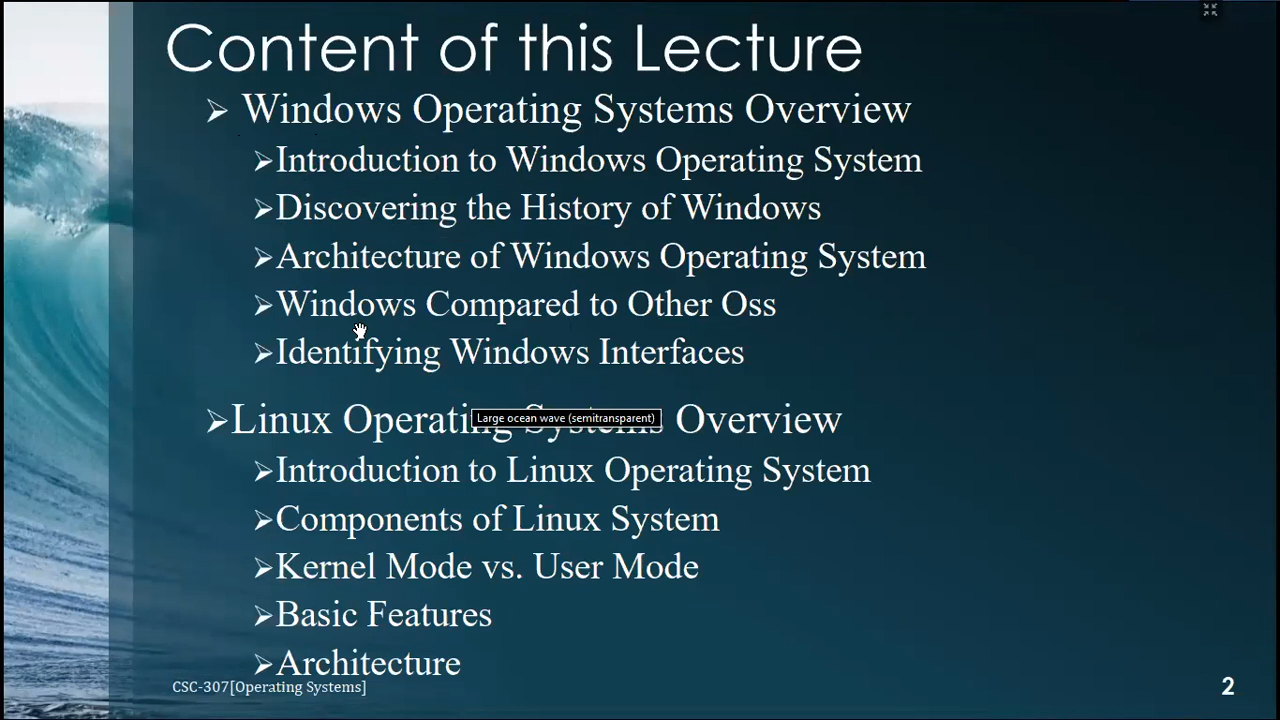 Content of this Lecture
➢ Windows Operating Systems Overview
➢Introduction to Windows Operating System
➢Discovering the History of Windows
➢Architecture of Windows Operating System
➢Windows Compared to Other Oss
➢Identifying Windows Interfaces
➢Linux Operating Systems Overview
Large ocean wave (semitransparent)
➢Introduction to Linux Operating System
➢Components of Linux System
➢Kernel Mode vs. User Mode
➢Basic Features
➢Architecture
CSC-307[Operating Systems]
2